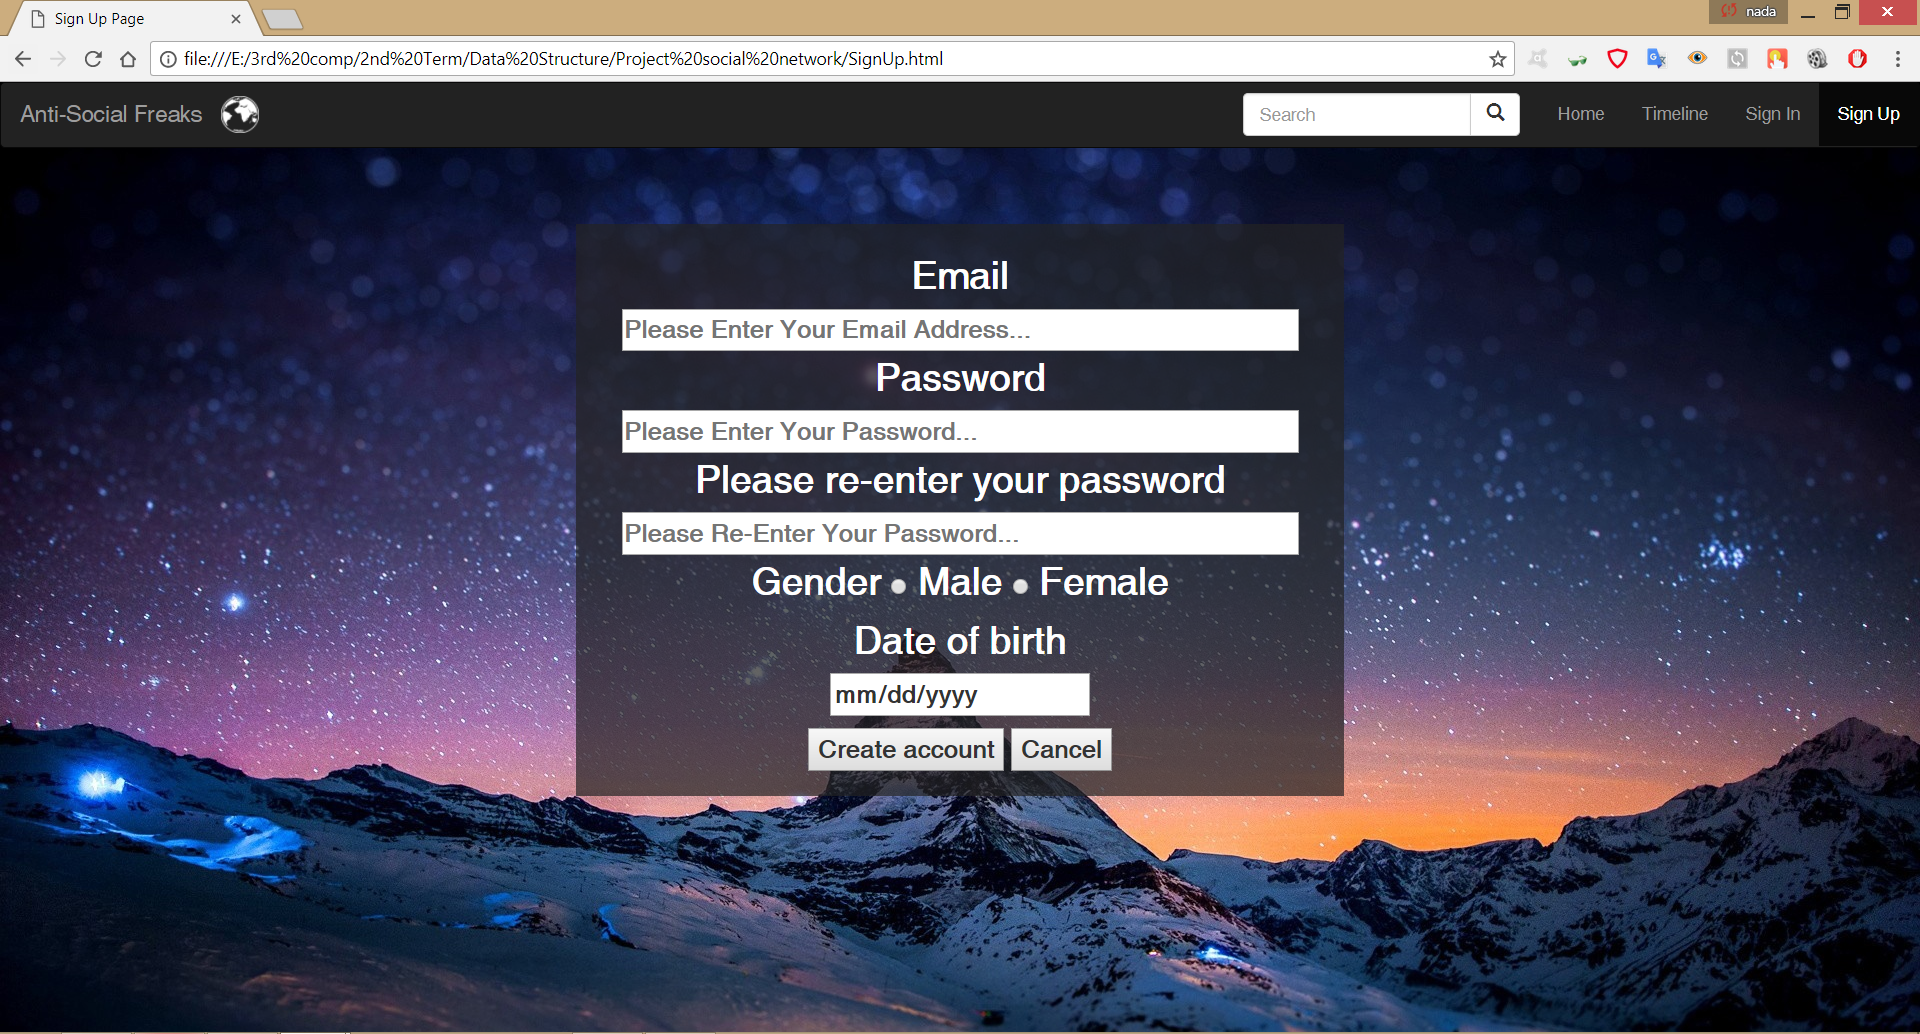 Sign Up Page
nada
file:///E:/3rd%20comp/2nd%20Term/Data%20Structure/Project%20social%20network/SignUp.html
Anti-Social Freaks
Search
Home
Timeline
Sign In
Sign Up
Email
Please Enter Your Email Address...
Password
Please Enter Your Password...
Please re-enter your password
Please Re-Enter Your Password...
Gender Male Female
Date of birth
mm/dd/yyyy
Create account Cancel